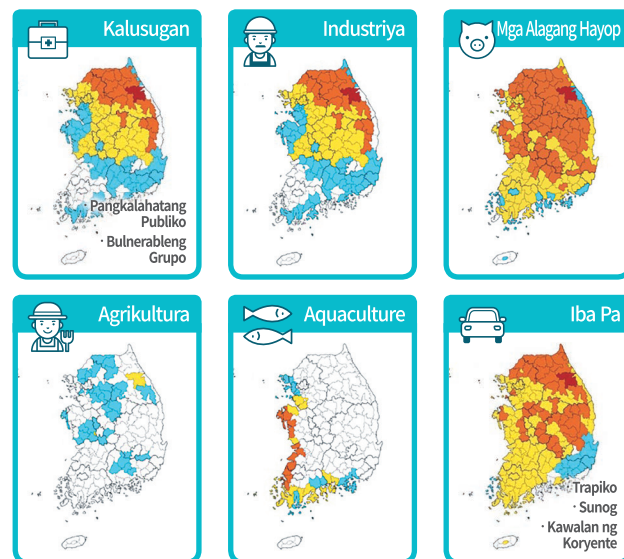 Kalusugan
Pangkalahatang
Publiko
· Bulnerableng
Grupo
Industriya
Mga Alagang Hayop
Agrikultura
Aquaculture
Iba Pa
Trapiko
· Sunog
· Kawalan ng
Koryente